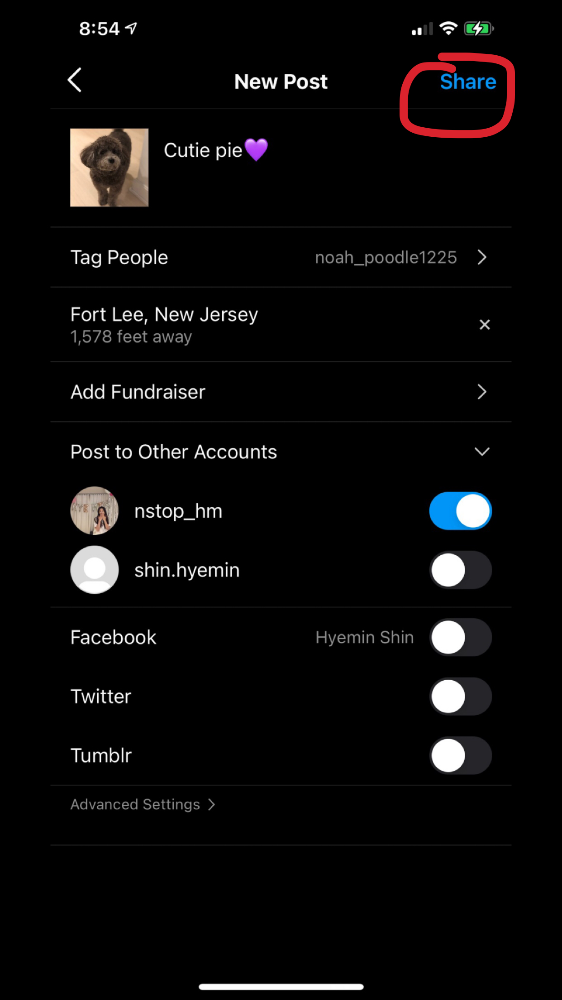 8:54
New Post Share
Cutie pie💜
Tag People noah_poodle1225
Fort Lee, New Jersey
1,578 feet away
Add Fundraiser
Post to Other Accounts
nstop_hm
shin.hyemin
Facebook Hyemin Shin
Twitter
Tumblr
Advanced Settings